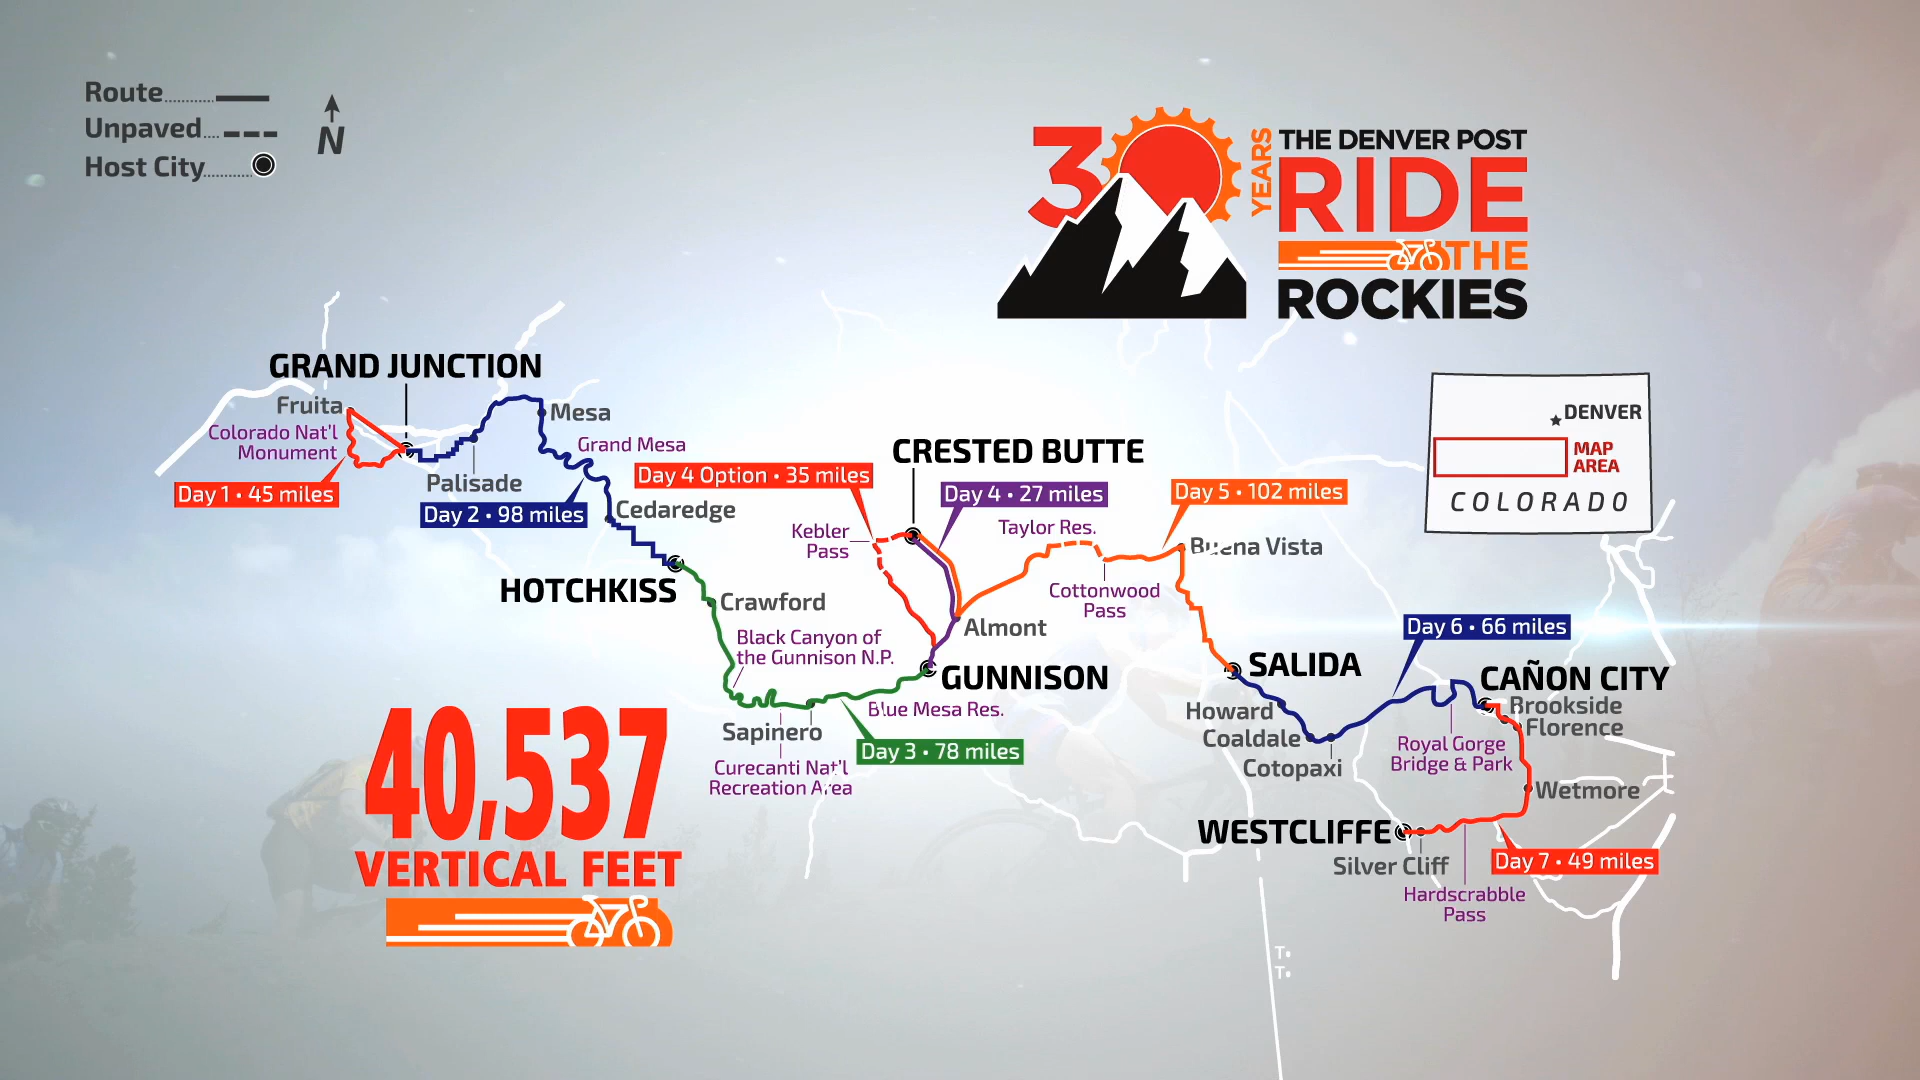 Route
Unpaved
Host City
N
30
YEARS
THE DENVER POST
RIDE
THE
ROCKIES
GRAND JUNCTION
Fruita
Colorado Nat'l
Monument
Day 1 • 45 miles
Palisade
Mesa
Grand Mesa
Day 2 • 98 miles
Cedaredge
HOTCHKISS
Crawford
Black Canyon of
the Gunnison N.P.
Sapinero
Curecanti Nat'l
Recreation Area
Blue Mesa Res.
Day 3 • 78 miles
Day 4 Option • 35 miles
Kebler
Pass
CRESTED BUTTE
Day 4 • 27 miles
Almont
GUNNISON
Taylor Res.
Cottonwood
Pass
Day 5 • 102 miles
Buena Vista
SALIDA
Howard
Coaldale
Cotopaxi
Day 6 • 66 miles
Royal Gorge
Bridge & Park
CAÑON CITY
Brookside
Florence
Wetmore
WESTCLIFFE
Silver Cliff
Hardscrabble
Pass
Day 7 • 49 miles
DENVER
MAP
AREA
COLORADO
40,537
VERTICAL FEET